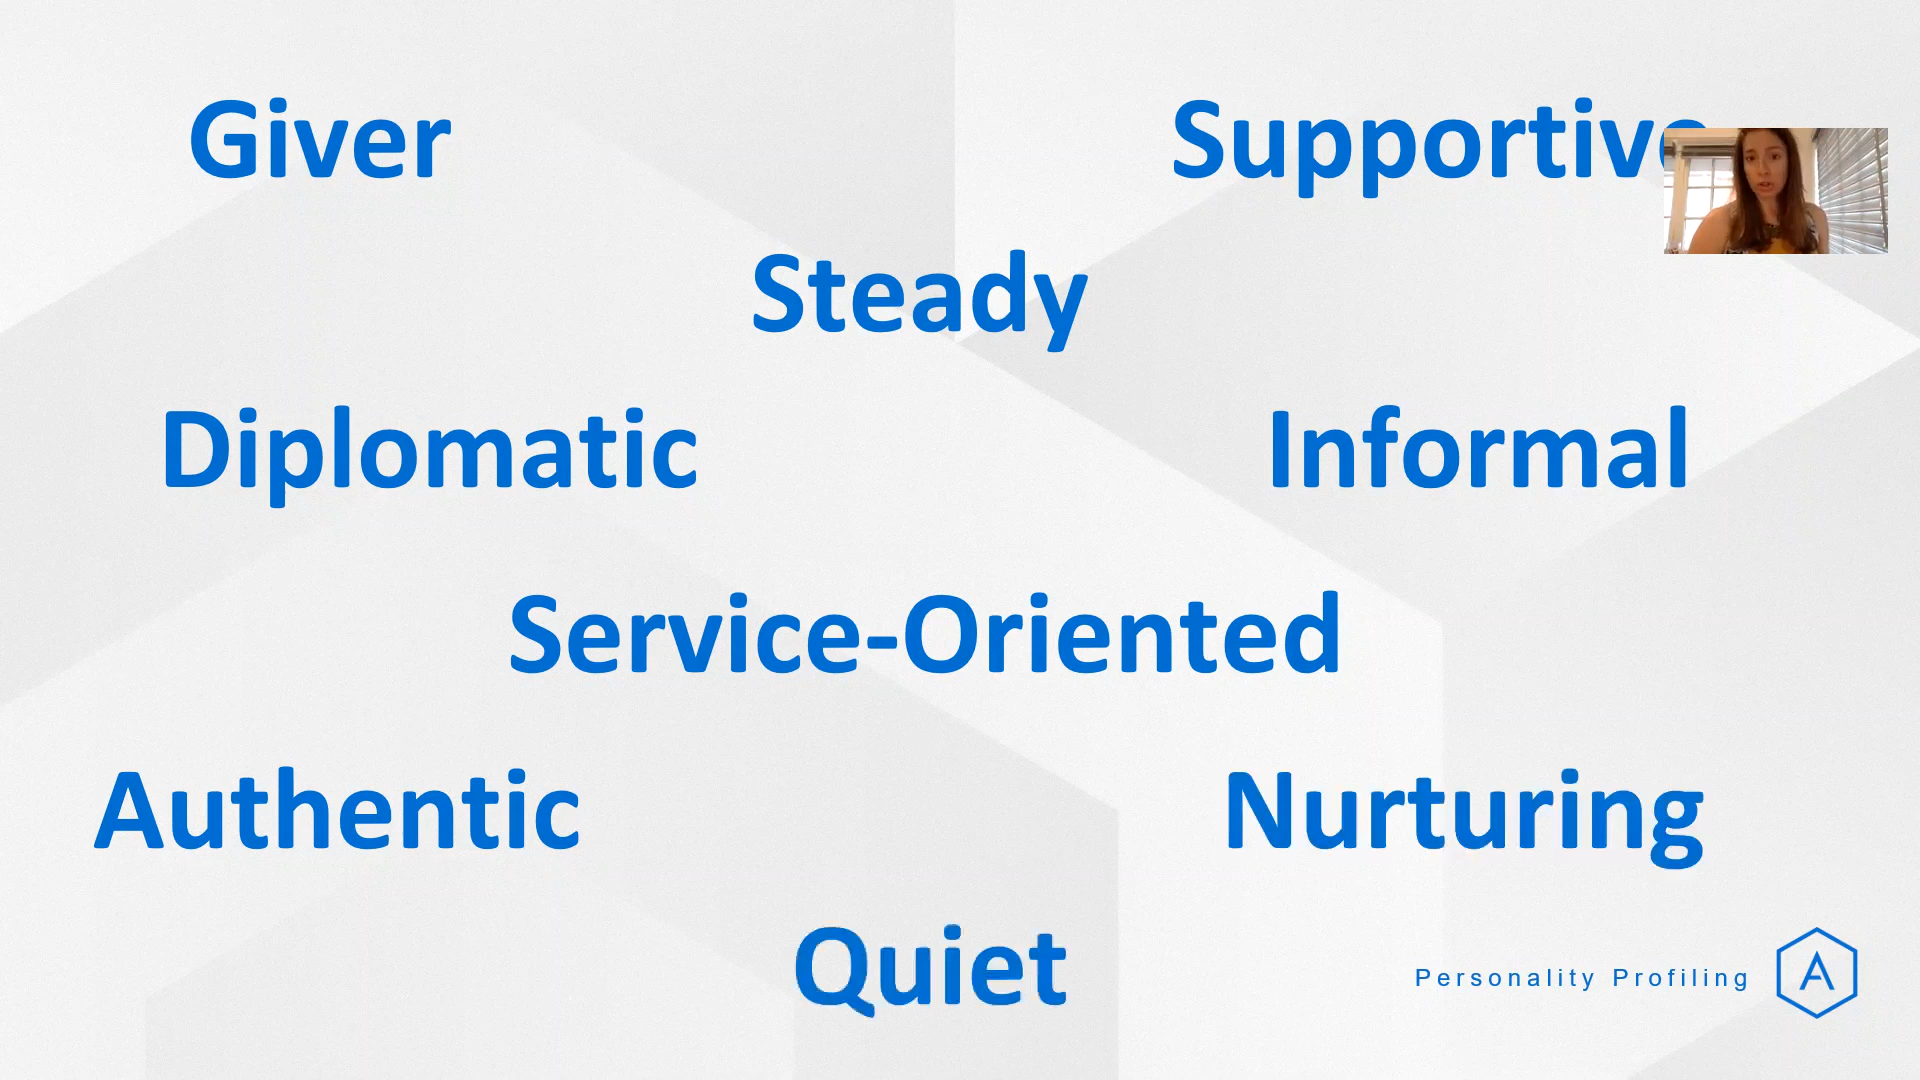 Giver
Supportive
Steady
Diplomatic
Informal
Service-Oriented
Authentic
Nurturing
Quiet
Personality Profiling
A